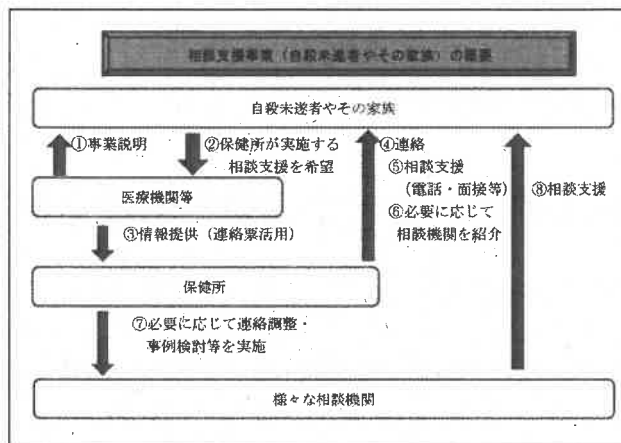 相談支援事業（自殺未遂者やその家族）の概要
自殺未遂者やその家族
①事業説明
②保健所が実施する
相談支援を希望
④連絡
⑤相談支援
（電話・面接等）
⑥必要に応じて
相談機関を紹介
⑧相談支援
医療機関等
③情報提供（連絡票活用）
保健所
⑦必要に応じて連絡調整・
事例検討等を実施
様々な相談機関